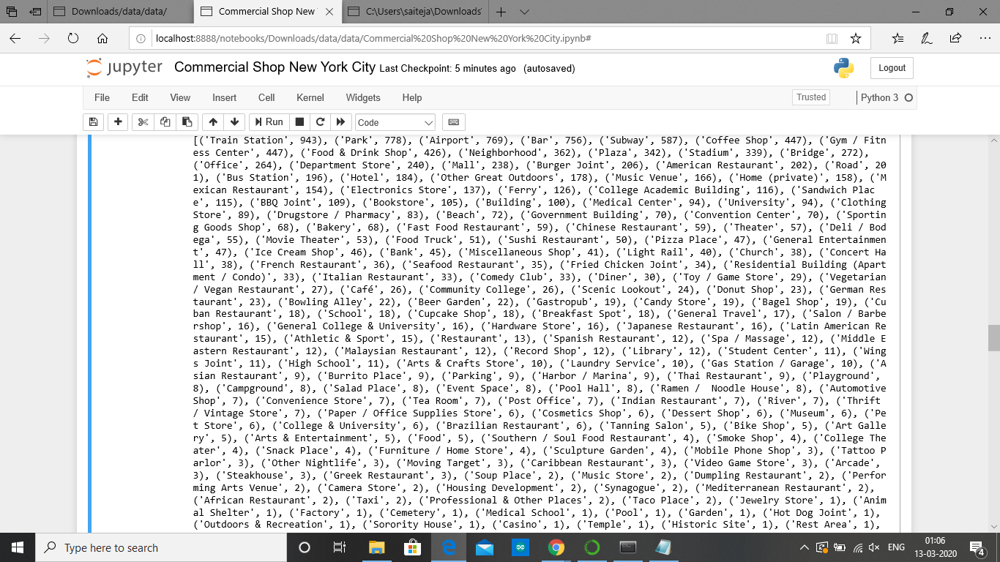 Downloads/data/data/
Commercial Shop New
C:\Users\saiteja\Downloads\
localhost:8888/notebooks/Downloads/data/data/Commercial%20Shop%20New%20York%20City.ipynb#
jupyter Commercial Shop New York City Last Checkpoint: 5 minutes ago (autosaved)
Logout
File Edit View Insert Cell Kernel Widgets Help
Trusted
Python 3
Run
Code
[('Train Station', 943), ('Park', 778), ('Airport', 769), ('Bar', 756), ('Subway', 587), ('Coffee Shop', 447), ('Gym / Fitn
ess Center', 447), ('Food & Drink Shop', 426), ('Neighborhood', 362), ('Plaza', 342), ('Stadium', 339), ('Bridge', 272),
('Office', 264), ('Department Store', 240), ('Mall', 238), ('Burger Joint', 206), ('American Restaurant', 202), ('Road', 20
1), ('Bus Station', 196), ('Hotel', 184), ('Other Great Outdoors', 178), ('Music Venue', 166), ('Home (private)', 158), ('M
exican Restaurant', 154), ('Electronics Store', 137), ('Ferry', 126), ('College Academic Building', 116), ('Sandwich Plac
e', 115), ('BBQ Joint', 109), ('Bookstore', 105), ('Building', 100), ('Medical Center', 94), ('University', 94), ('Clothing
Store', 89), ('Drugstore / Pharmacy', 83), ('Beach', 72), ('Government Building', 70), ('Convention Center', 70), ('Sportin
g Goods Shop', 68), ('Bakery', 68), ('Fast Food Restaurant', 59), ('Chinese Restaurant', 59), ('Theater', 57), ('Deli / Bod
ega', 55), ('Movie Theater', 53), ('Food Truck', 51), ('Sushi Restaurant', 50), ('Pizza Place', 47), ('General Entertainmen
t', 47), ('Ice Cream Shop', 46), ('Bank', 45), ('Miscellaneous Shop', 41), ('Light Rail', 40), ('Church', 38), ('Concert Ha
ll', 38), ('French Restaurant', 36), ('Seafood Restaurant', 35), ('Fried Chicken Joint', 34), ('Residential Building (Apart
ment / Condo)', 33), ('Italian Restaurant', 33), ('Comedy Club', 33), ('Diner', 30), ('Toy / Game Store', 29), ('Vegetarian
/ Vegan Restaurant', 27), ('Café', 26), ('Community College', 26), ('Scenic Lookout', 24), ('Donut Shop', 23), ('German Res
taurant', 23), ('Bowling Alley', 22), ('Beer Garden', 22), ('Gastropub', 19), ('Candy Store', 19), ('Bagel Shop', 19), ('Cu
ban Restaurant', 18), ('School', 18), ('Cupcake Shop', 18), ('Breakfast Spot', 18), ('General Travel', 17), ('Salon / Barbe
rshop', 16), ('General College & University', 16), ('Hardware Store', 16), ('Japanese Restaurant', 16), ('Latin American Re
staurant', 15), ('Athletic & Sport', 15), ('Restaurant', 13), ('Spanish Restaurant', 12), ('Spa / Massage', 12), ('Middle E
astern Restaurant', 12), ('Malaysian Restaurant', 12), ('Record Shop', 12), ('Library', 12), ('Student Center', 11), ('Wing
s Joint', 11), ('High School', 11), ('Arts & Crafts Store', 10), ('Laundry Service', 10), ('Gas Station / Garage', 10), ('A
sian Restaurant', 9), ('Burrito Place', 9), ('Parking', 9), ('Harbor / Marina', 9), ('Thai Restaurant', 9), ('Playground',
8), ('Campground', 8), ('Salad Place', 8), ('Event Space', 8), ('Pool Hall', 8), ('Ramen /  Noodle House', 8), ('Automotive
Shop', 7), ('Convenience Store', 7), ('Tea Room', 7), ('Post Office', 7), ('Indian Restaurant', 7), ('River', 7), ('Thrift
/ Vintage Store', 7), ('Paper / Office Supplies Store', 6), ('Cosmetics Shop', 6), ('Dessert Shop', 6), ('Museum', 6), ('Pe
t Store', 6), ('College & University', 6), ('Brazilian Restaurant', 6), ('Tanning Salon', 5), ('Bike Shop', 5), ('Art Galle
ry', 5), ('Arts & Entertainment', 5), ('Food', 5), ('Southern / Soul Food Restaurant', 4), ('Smoke Shop', 4), ('College The
ater', 4), ('Snack Place', 4), ('Furniture / Home Store', 4), ('Sculpture Garden', 4), ('Mobile Phone Shop', 3), ('Tattoo P
arlor', 3), ('Other Nightlife', 3), ('Moving Target', 3), ('Caribbean Restaurant', 3), ('Video Game Store', 3), ('Arcade',
3), ('Steakhouse', 3), ('Greek Restaurant', 3), ('Soup Place', 2), ('Music Store', 2), ('Dumpling Restaurant', 2), ('Perfor
ming Arts Venue', 2), ('Camera Store', 2), ('Housing Development', 2), ('Synagogue', 2), ('Mediterranean Restaurant', 2),
('African Restaurant', 2), ('Taxi', 2), ('Professional & Other Places', 2), ('Taco Place', 2), ('Jewelry Store', 1), ('Anim
al Shelter', 1), ('Factory', 1), ('Cemetery', 1), ('Medical School', 1), ('Pool', 1), ('Garden', 1), ('Hot Dog Joint', 1),
('Outdoors & Recreation', 1), ('Sorority House', 1), ('Casino', 1), ('Temple', 1), ('Historic Site', 1), ('Rest Area', 1),
Type here to search
ENG
01:06
13-03-2020
4